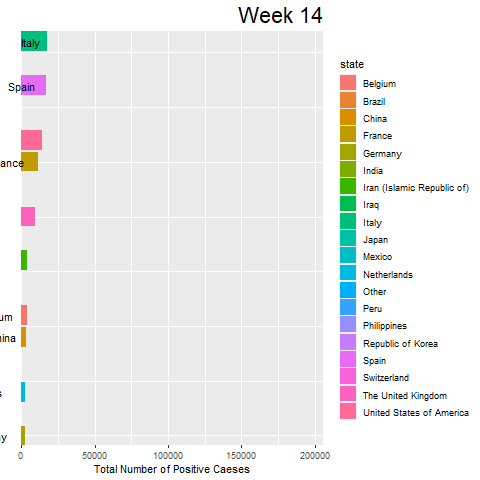 Week 14
Italy
Spain
ance
um
ina
s
y
0 50000 100000 150000 200000
Total Number of Positive Caeses
state
Belgium
Brazil
China
France
Germany
India
Iran (Islamic Republic of)
Iraq
Italy
Japan
Mexico
Netherlands
Other
Peru
Philippines
Republic of Korea
Spain
Switzerland
The United Kingdom
United States of America